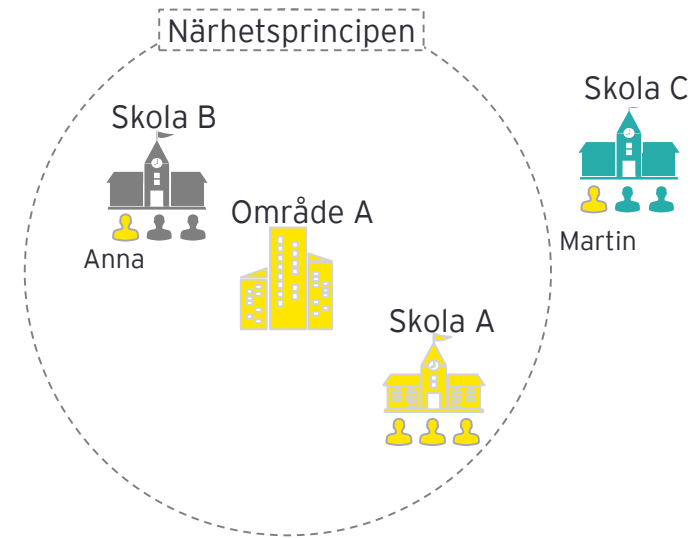 Närhetsprincipen
Skola B
Anna
Område A
Skola A
Skola C
Martin